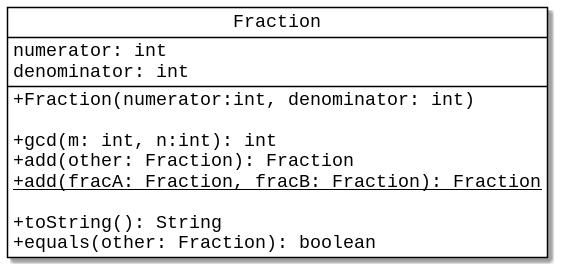 Fraction
numerator: int
denominator: int
+Fraction(numerator:int, denominator: int)
+gcd(m: int, n:int): int
+add(other: Fraction): Fraction
+add(fracA: Fraction, fracB: Fraction): Fraction
+toString(): String
+equals(other: Fraction): boolean